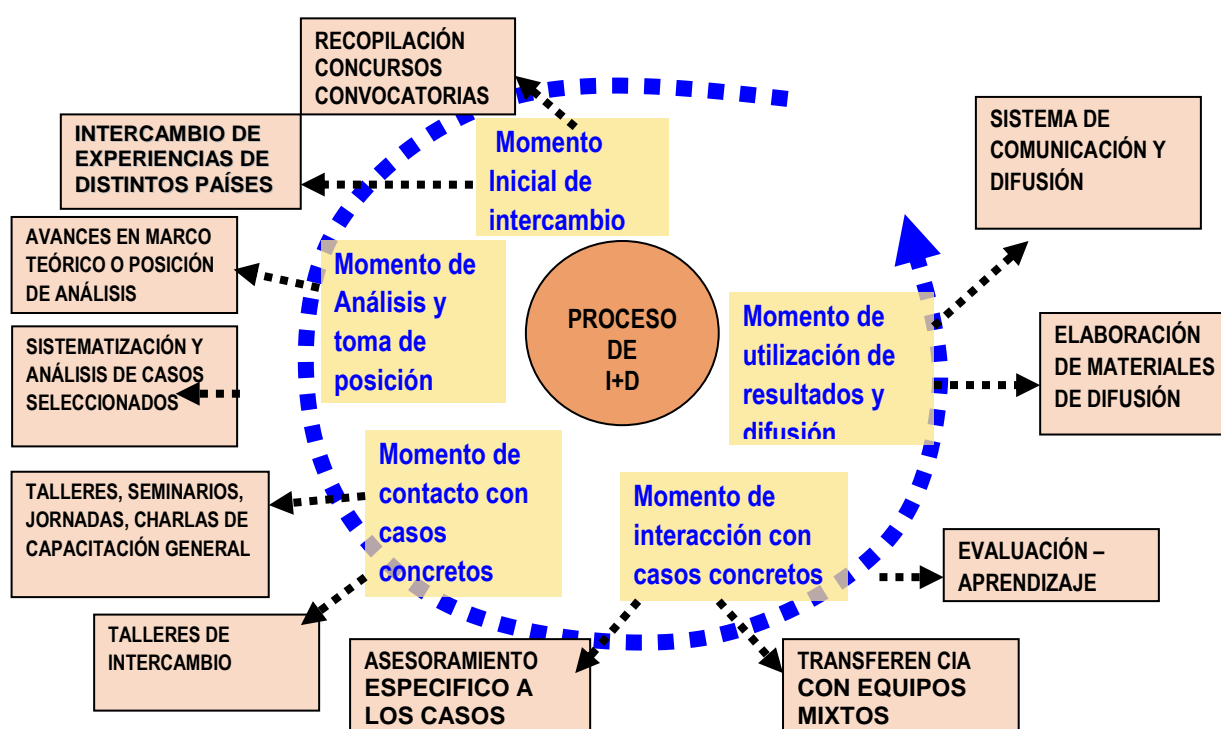 RECOPILACIÓN
CONCURSOS
CONVOCATORIAS
INTERCAMBIO DE
EXPERIENCIAS DE
DISTINTOS PAÍSES
Momento
Inicial de
intercambio
SISTEMA DE
COMUNICACIÓN Y
DIFUSIÓN
AVANCES EN MARCO
TEÓRICO O POSICIÓN
DE ANÁLISIS
Momento de
Análisis y
toma de
posición
PROCESO
DE
I+D
Momento de
utilización de
resultados y
difusión
ELABORACIÓN
DE MATERIALES
DE DIFUSIÓN
SISTEMATIZACIÓN Y
ANÁLISIS DE CASOS
SELECCIONADOS
TALLERES, SEMINARIOS,
JORNADAS, CHARLAS DE
CAPACITACIÓN GENERAL
Momento de
contacto con
casos
concretos
Momento de
interacción con
casos concretos
EVALUACIÓN –
APRENDIZAJE
TALLERES DE
INTERCAMBIO
ASESORAMIENTO
ESPECIFICO A
LOS CASOS
TRANSFEREN CIA
CON EQUIPOS
MIXTOS